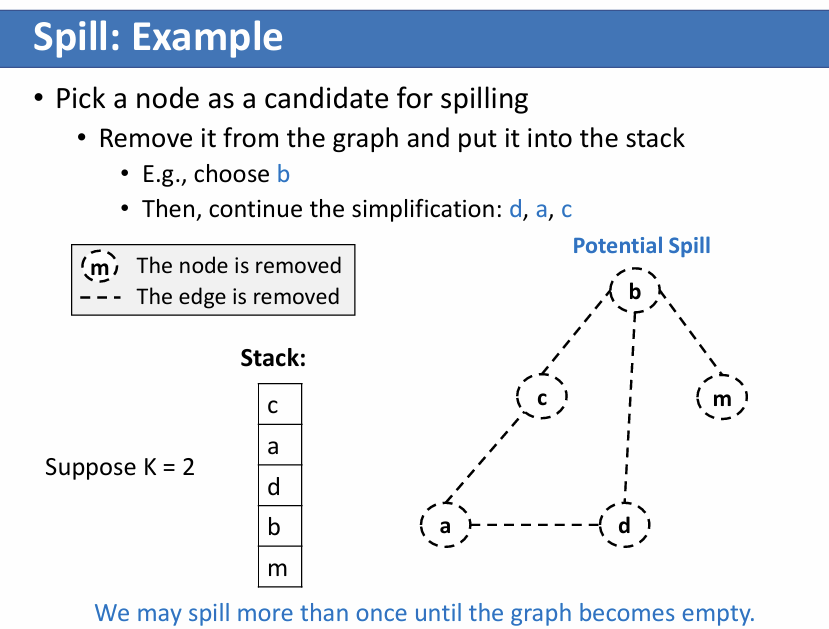 Spill: Example
• Pick a node as a candidate for spilling
• Remove it from the graph and put it into the stack
• E.g., choose b
• Then, continue the simplification: d, a, c
Potential Spill
m The node is removed
The edge is removed
b
Stack:
c
a
d
b
m
Suppose K = 2
c
m
a
d
We may spill more than once until the graph becomes empty.